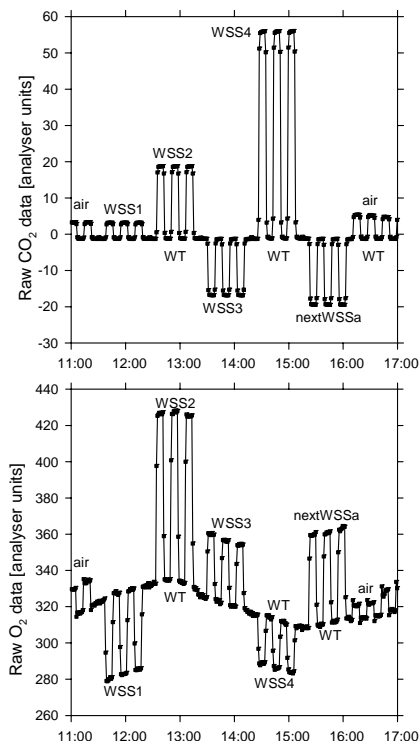 60
WSS4
50
40
30
20
WSS2
10
air
WSS1
air
0
WT
WT
WT
-10
-20
WSS3
nextWSSa
-30
Raw CO2 data [analyser units]
11:00 12:00 13:00 14:00 15:00 16:00 17:00
440
WSS2
420
400
380
360
WSS3
nextWSSa
air
340
air
WT
WT
320
WT
300
280
WSS1
WSS4
260
Raw O2 data [analyser units]
11:00 12:00 13:00 14:00 15:00 16:00 17:00